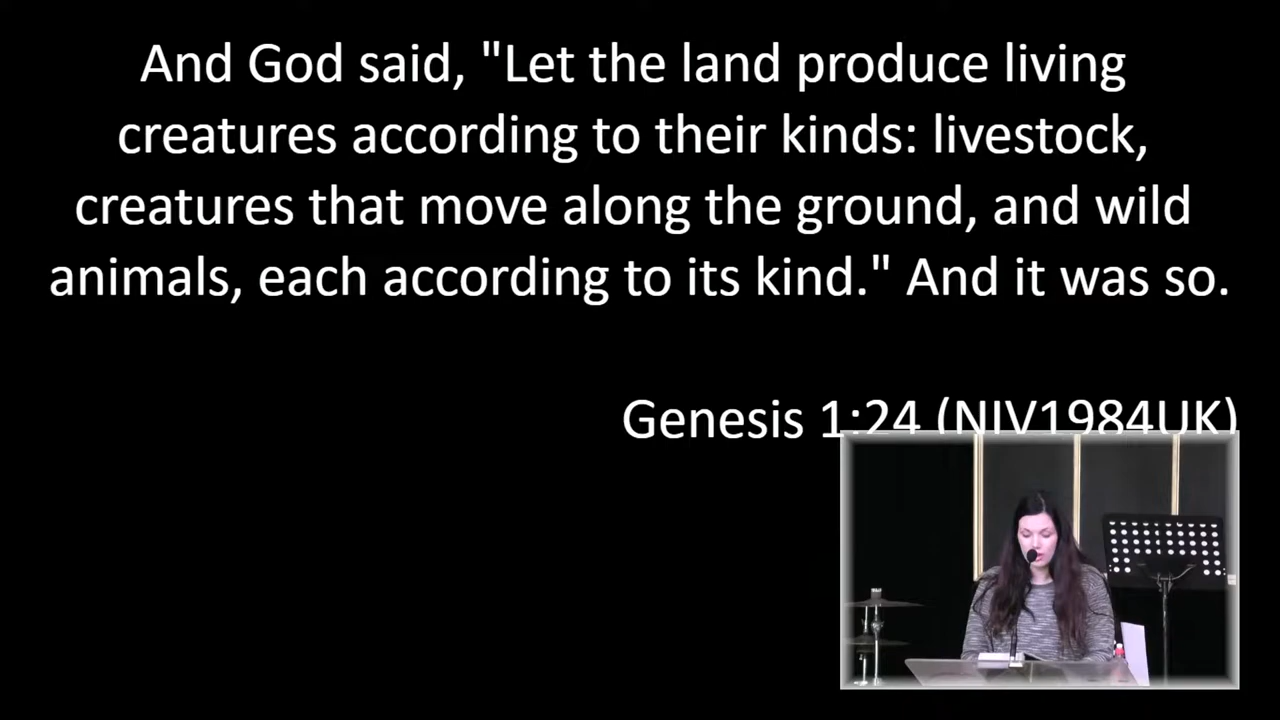 And God said, "Let the land produce living
creatures according to their kinds: livestock,
creatures that move along the ground, and wild
animals, each according to its kind." And it was so.
Genesis 1:24 (NIV1984UK)